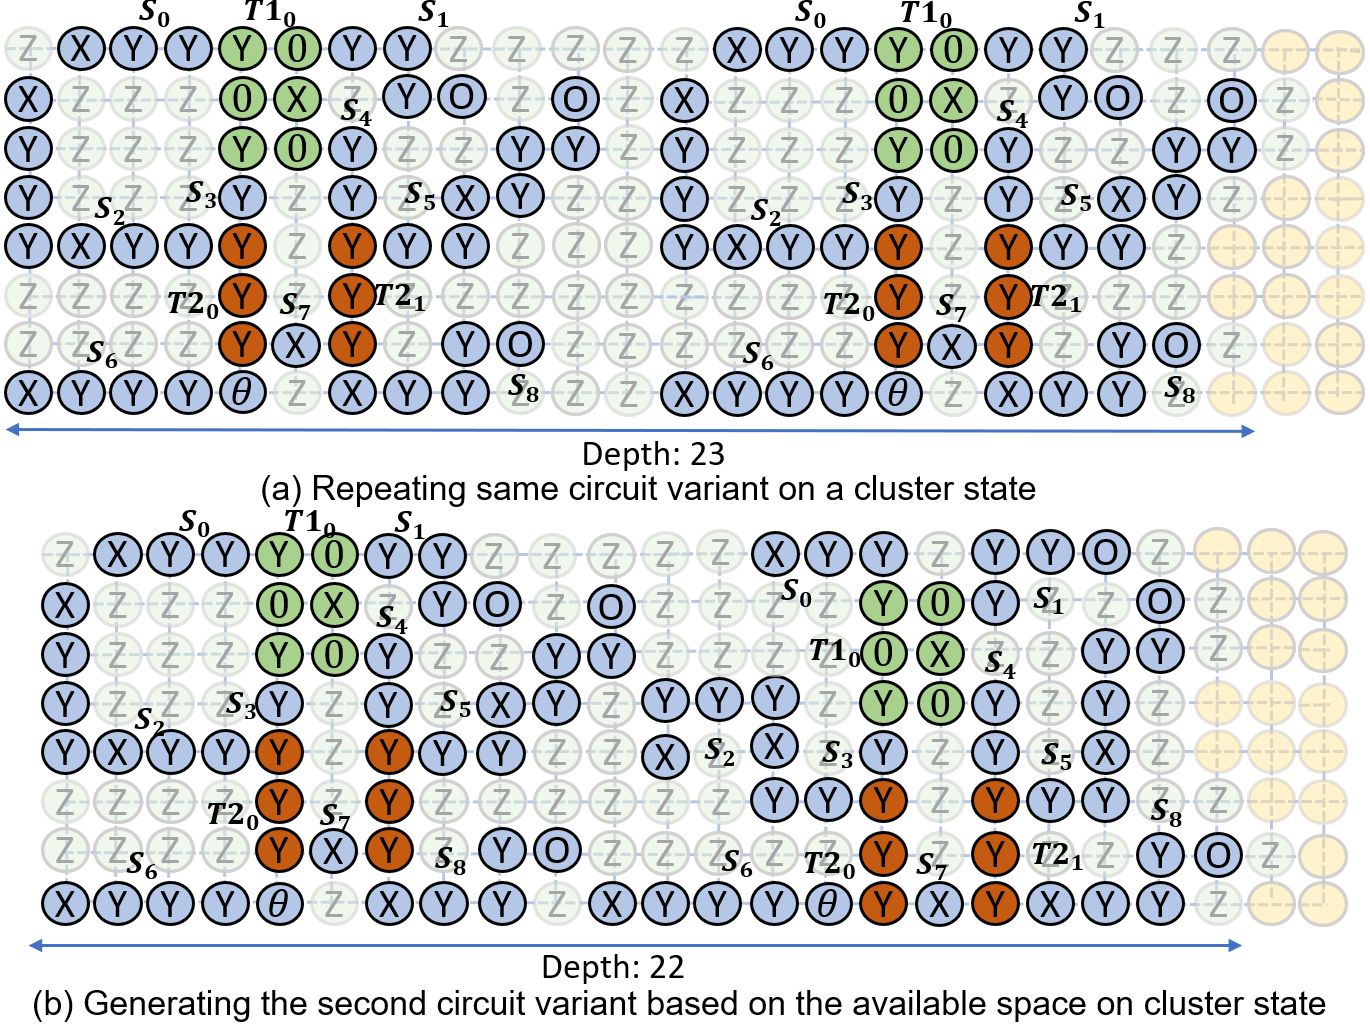 S0 T10 S1 S0 T10 S1
Z X Y Y Y O Y Y Z Z Z Z Z X Y Y Y O Y Y Z Z Z
X Z Z Z O X Z Y O Z O Z X Z Z Z O X Z Y O Z O Z
S4 S4
Y Z Z Z Y O Y Z Z Y Y Z Y Z Z Z Y O Y Z Z Y Y Z
Y Z Z Z S3 Y Z Y Z S5 X Y Z Z Y Z Z Z S3 Y Z Y Z S5 X Y Z
S2 S2
Y X Y Y Y Z Y Y Y Z Z Z Y X Y Y Y Z Y Y Y Z
Z Z Z Z T20 Y Z S7 Y T21 Z Z Z Z Z Z Z Z Z T20 Y Z S7 Y T21 Z Z Z
Z Z S6 Z Z Y X Y Z Y O Z Z Z Z S6 Z Z Y X Y Z Y O Z
X Y Y Y θ Z X Y Y Z S8 Z Z X Y Y Y θ Z X Y Y Z S8
Depth: 23
(a) Repeating same circuit variant on a cluster state
S0 T10 S1
Z X Y Y Y O Y Y Z Z Z Z Z X Y Y Z Y Y O Z
S0 S1
X Z Z Z O X Z Y O Z O Z Z Z Z Y O Y Z Z O Z
S4
Y Z Z Z Y O Y Z Z Y Y Z Z Z T10 O X Z S4 Z Y Y Z
Y Z Z Z S3 Y Z Y Z S5 X Y Z Y Y Y Z Y O Y Z Y Z
S2
Y X Y Y Y Z Y Y Y Z Z X S2 Z X S3 Z Y Z Y S5 Z X Z
Z Z Z Z T20 Y Z S7 Y Z Z Z Z Z Z Y Y Y Z Y Y Y Z S8 Z
Z Z S6 Z Z Y X Y S8 Z Y O Z Z Z S6 Z T20 Z Y S7 Z Y T21 Z Z Y O Z
X Y Y Y θ Z X Y Y Z X Y Y Y θ Y X Y X Y Y Z
Depth: 22
(b) Generating the second circuit variant based on the available space on cluster state